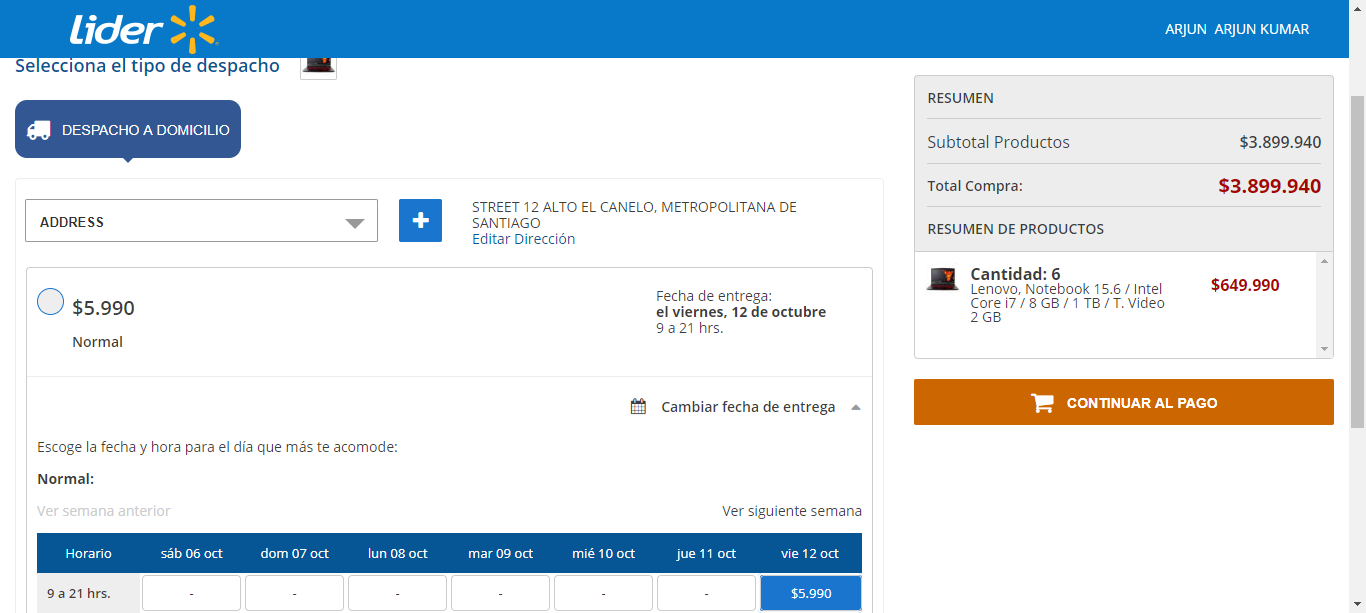 Lider
ARJUN ARJUN KUMAR
Selecciona el tipo de despacho
DESPACHO A DOMICILIO
ADDRESS
+
STREET 12 ALTO EL CANELO, METROPOLITANA DE
SANTIAGO
Editar Dirección
$5.990
Normal
Fecha de entrega:
el viernes, 12 de octubre
9 a 21 hrs.
Cambiar fecha de entrega
Escoge la fecha y hora para el día que más te acomode:
Normal:
Ver semana anterior
Ver siguiente semana
Horario sáb 06 oct dom 07 oct lun 08 oct mar 09 oct mié 10 oct jue 11 oct vie 12 oct
9 a 21 hrs. - - - - - - $5.990
RESUMEN
Subtotal Productos $3.899.940
Total Compra: $3.899.940
RESUMEN DE PRODUCTOS
Cantidad: 6
Lenovo, Notebook 15.6 / Intel
Core i7 / 8 GB / 1 TB / T. Video
2 GB
$649.990
CONTINUAR AL PAGO